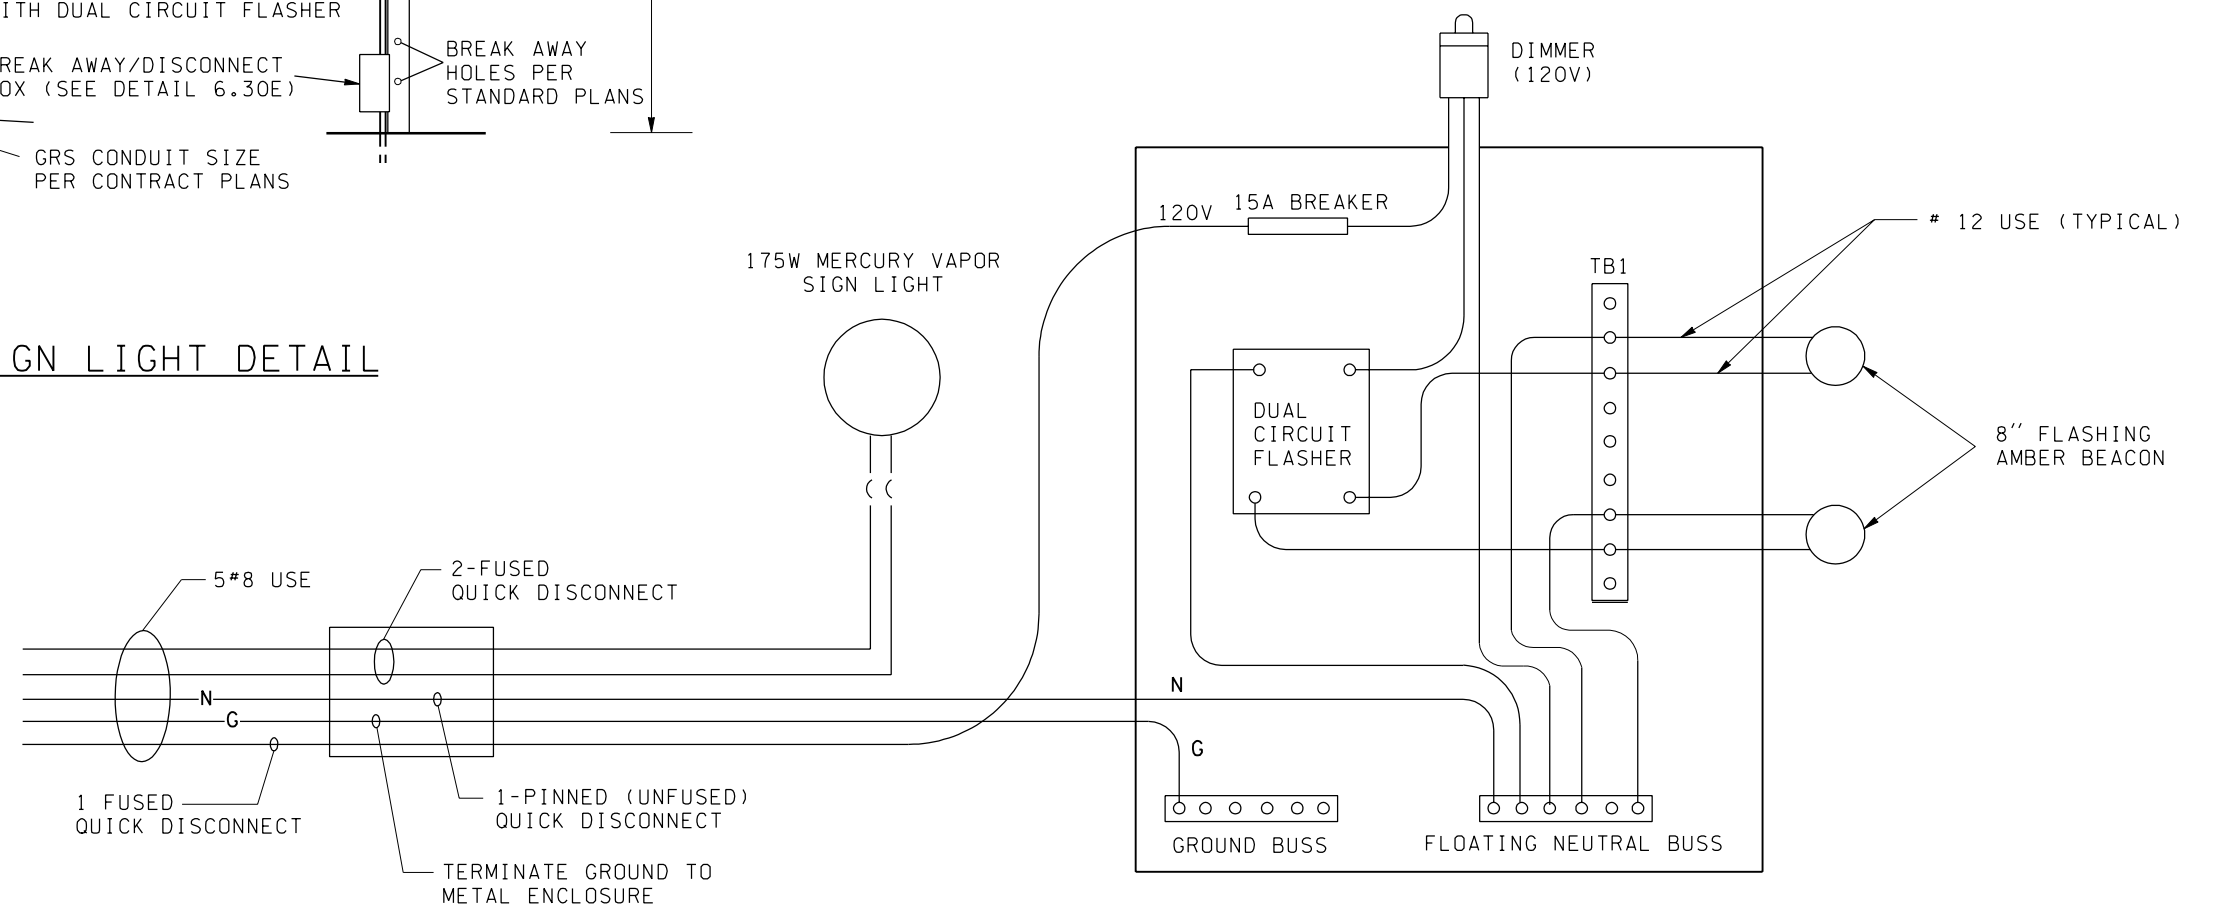 ITH DUAL CIRCUIT FLASHER
REAK AWAY/DISCONNECT
OX (SEE DETAIL 6.30E)
BREAK AWAY
HOLES PER
STANDARD PLANS
GRS CONDUIT SIZE
PER CONTRACT PLANS
GN LIGHT DETAIL
DIMMER
(120V)
120V
15A BREAKER
# 12 USE (TYPICAL)
175W MERCURY VAPOR
SIGN LIGHT
TB1
DUAL
CIRCUIT
FLASHER
8'' FLASHING
AMBER BEACON
5#8 USE
2-FUSED
QUICK DISCONNECT
N
G
N
G
1 FUSED
QUICK DISCONNECT
1-PINNED (UNFUSED)
QUICK DISCONNECT
TERMINATE GROUND TO
METAL ENCLOSURE
GROUND BUSS
FLOATING NEUTRAL BUSS